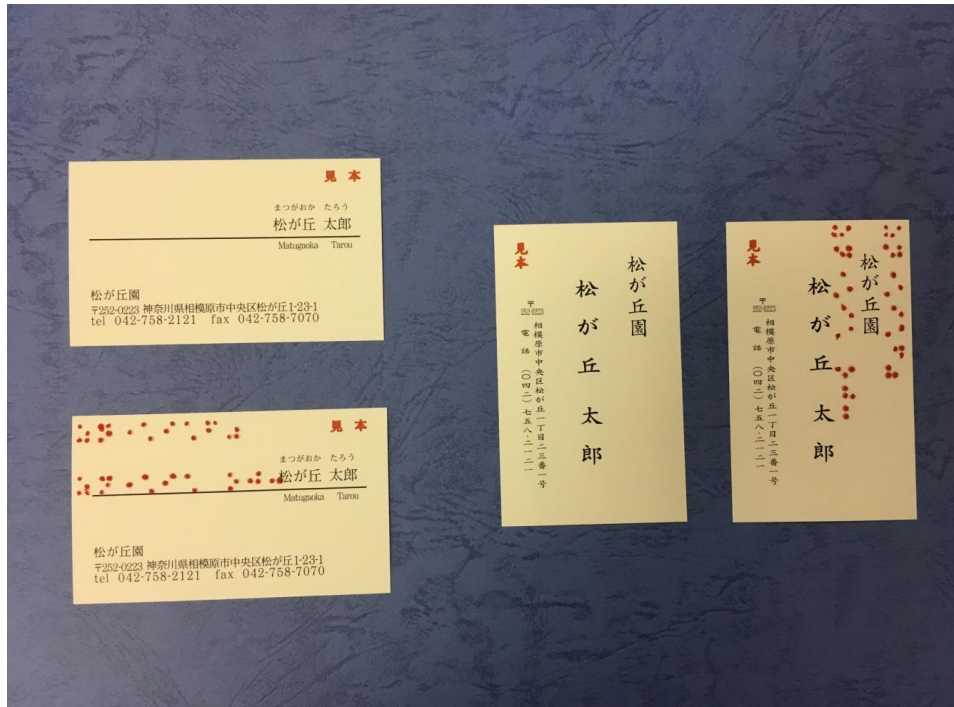 見本
まつがおか たろう
松が丘 太郎
Matugaoka Tarou
松が丘園
〒252-0223 神奈川県相模原市中央区松が丘1-23-1
tel 042-758-2121 fax 042-758-7070
見本
まつがおか たろう
松が丘 太郎
Matugaoka Tarou
松が丘園
〒252-0223 神奈川県相模原市中央区松が丘1-23-1
tel 042-758-2121 fax 042-758-7070
松が丘園
松が丘 太郎
見本
〒252-0223
相模原市中央区松が丘一丁目二三番一号
電話 (〇四二)七五八-二一二一
松が丘園
松が丘 太郎
見本
〒252-0223
相模原市中央区松が丘一丁目二三番一号
電話 (〇四二)七五八-二一二一